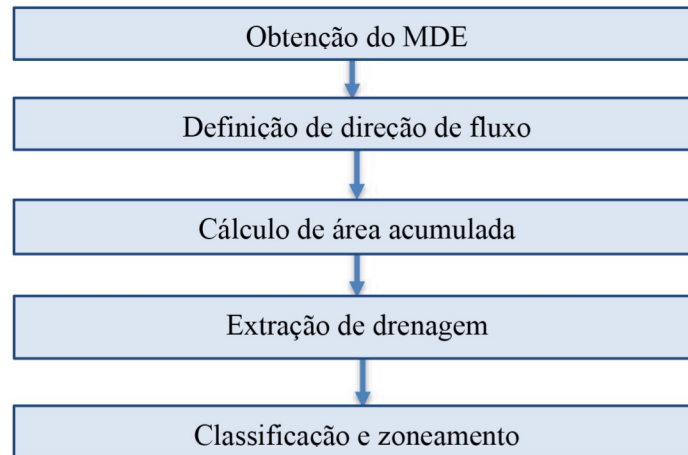 Obtenção do MDE
Definição de direção de fluxo
Cálculo de área acumulada
Extração de drenagem
Classificação e zoneamento